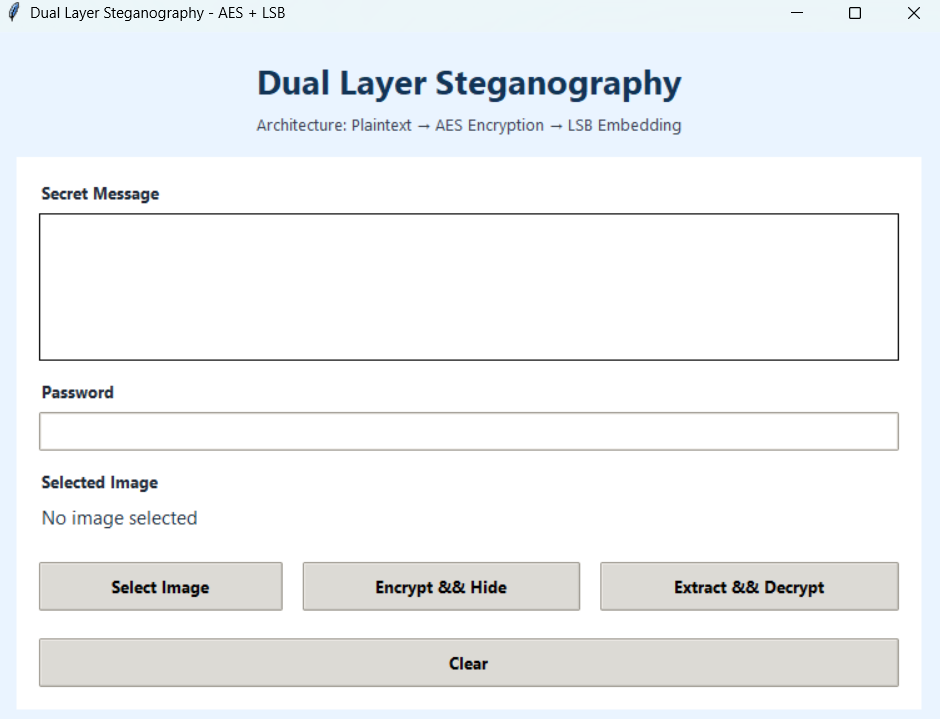 Dual Layer Steganography - AES + LSB
Dual Layer Steganography
Architecture: Plaintext → AES Encryption → LSB Embedding
Secret Message
Password
Selected Image
No image selected
Select Image
Encrypt && Hide
Extract && Decrypt
Clear